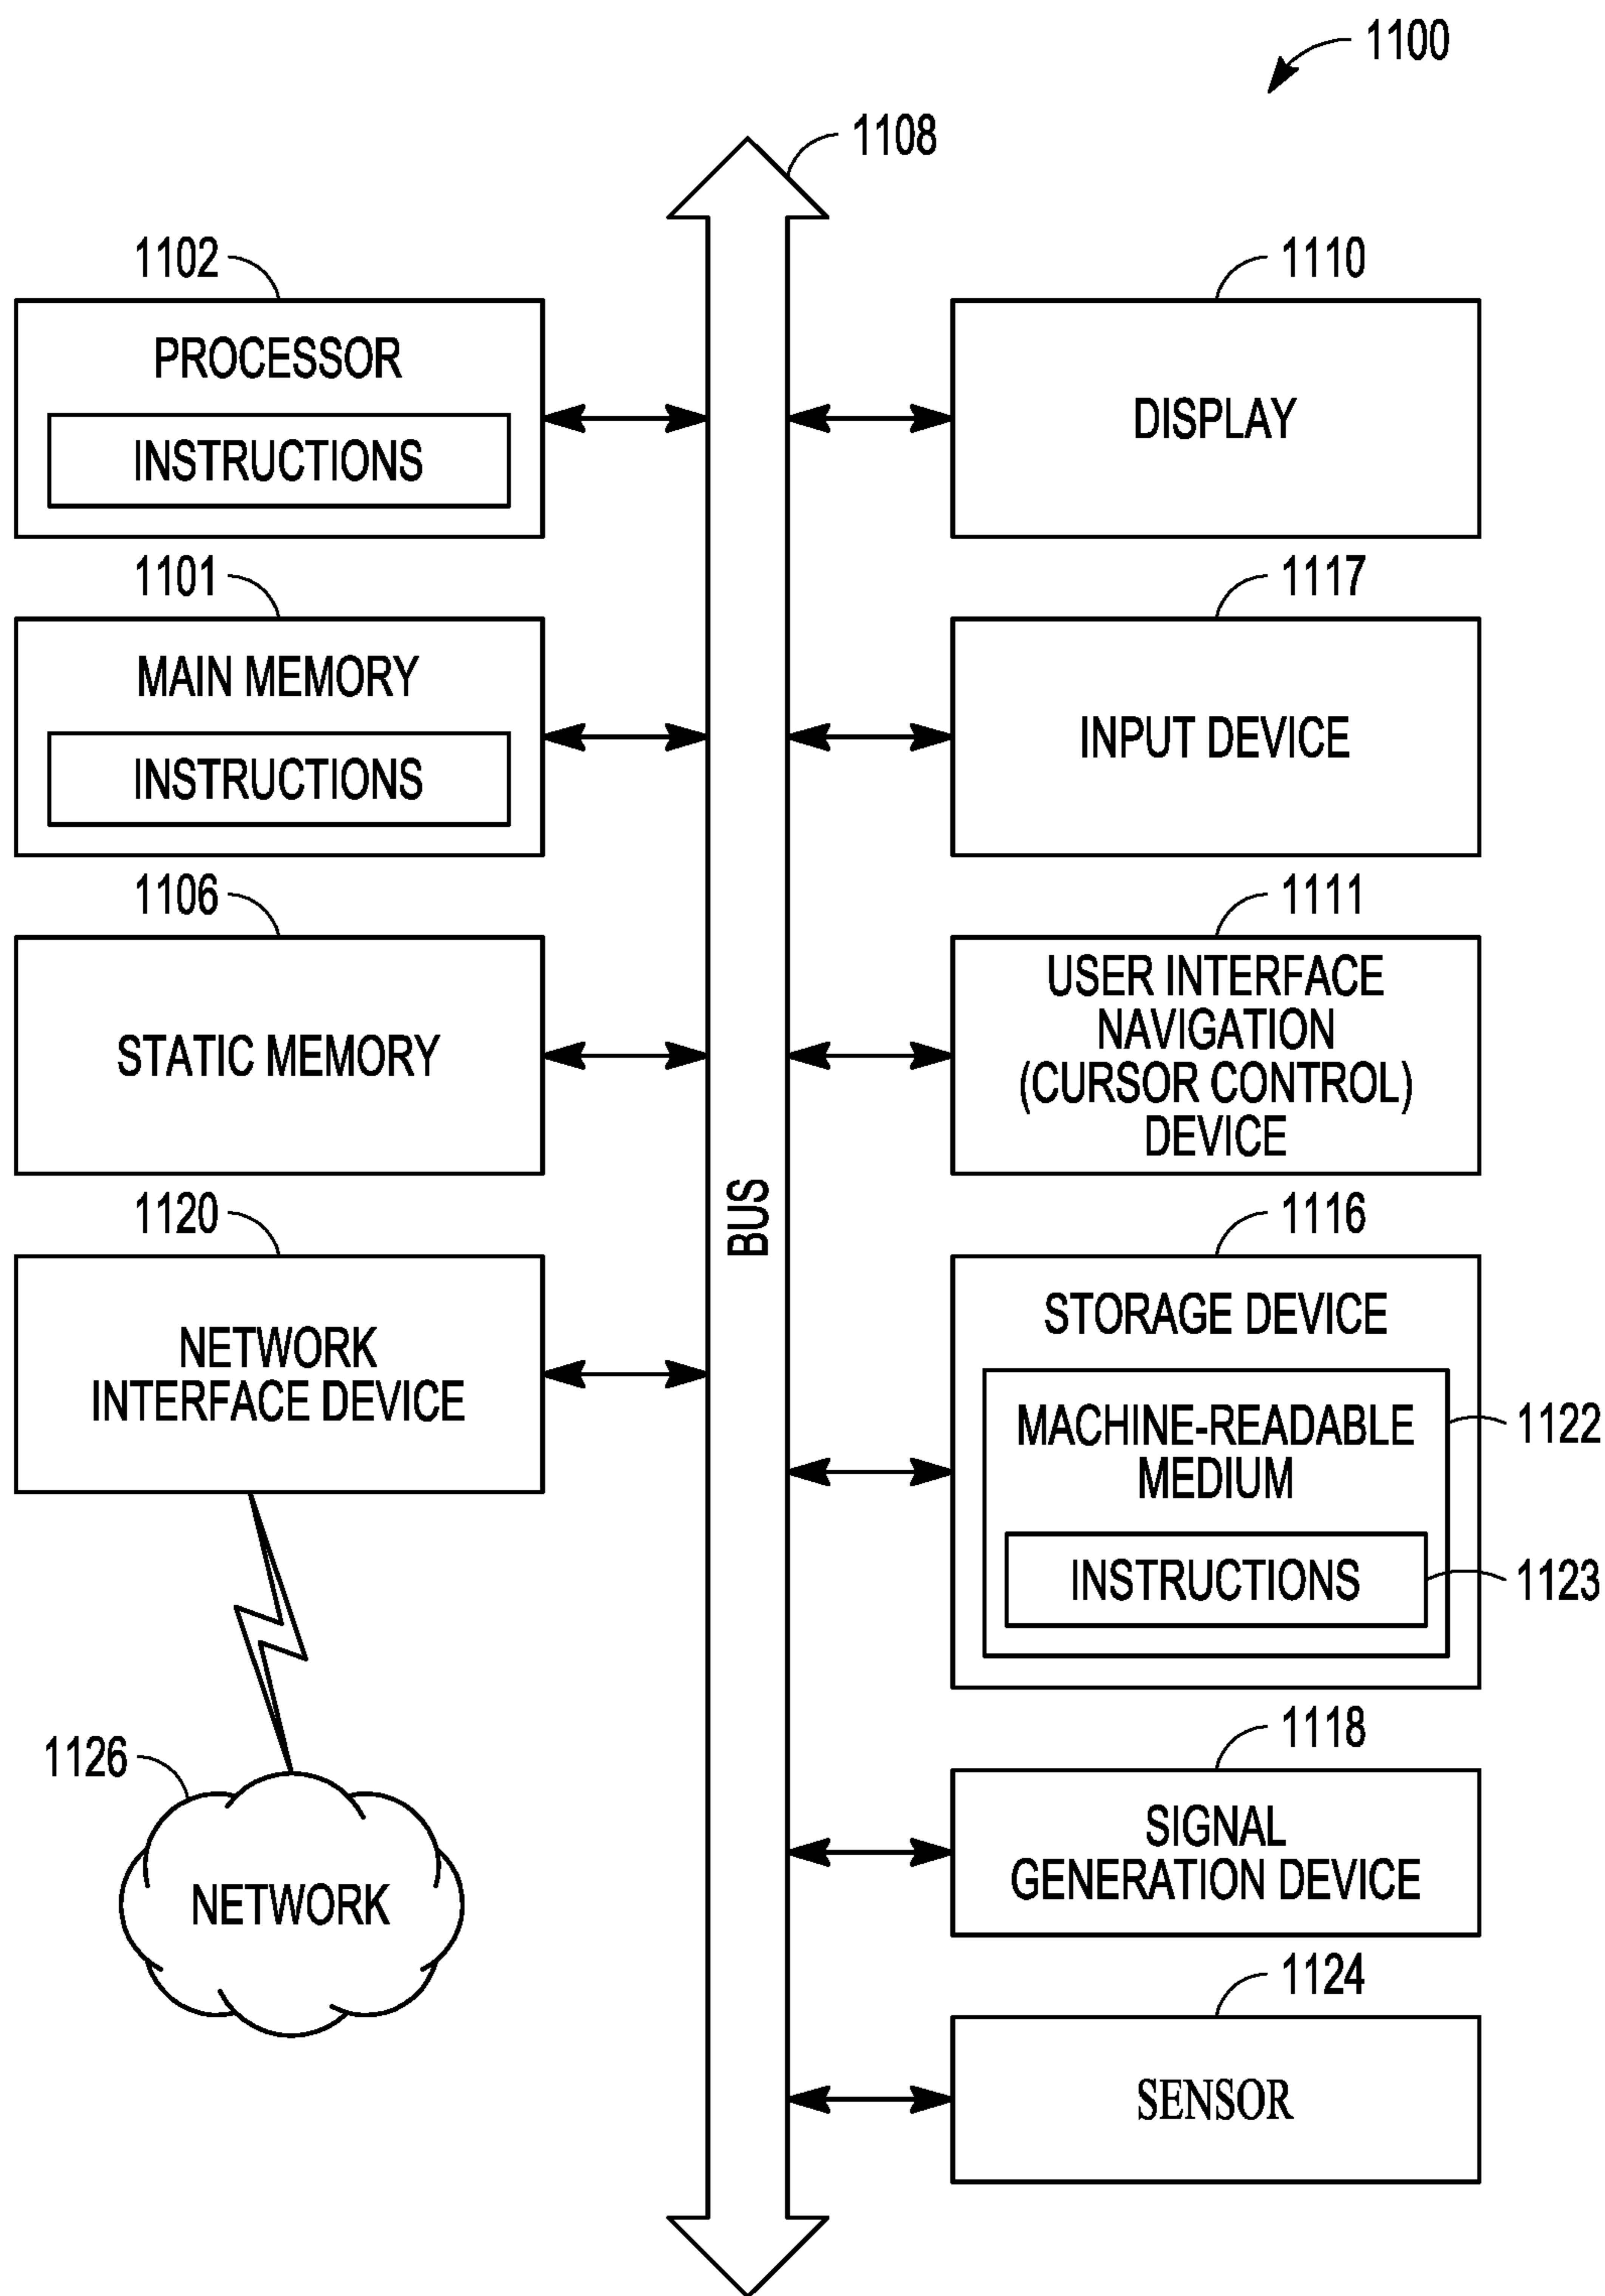 1100
1108
1102
PROCESSOR
INSTRUCTIONS
1101
MAIN MEMORY
INSTRUCTIONS
1106
STATIC MEMORY
1120
NETWORK
INTERFACE DEVICE
1126
NETWORK
BUS
1110
DISPLAY
1117
INPUT DEVICE
1111
USER INTERFACE
NAVIGATION
(CURSOR CONTROL)
DEVICE
1116
STORAGE DEVICE
MACHINE-READABLE
MEDIUM
1122
INSTRUCTIONS
1123
1118
SIGNAL
GENERATION DEVICE
1124
SENSOR